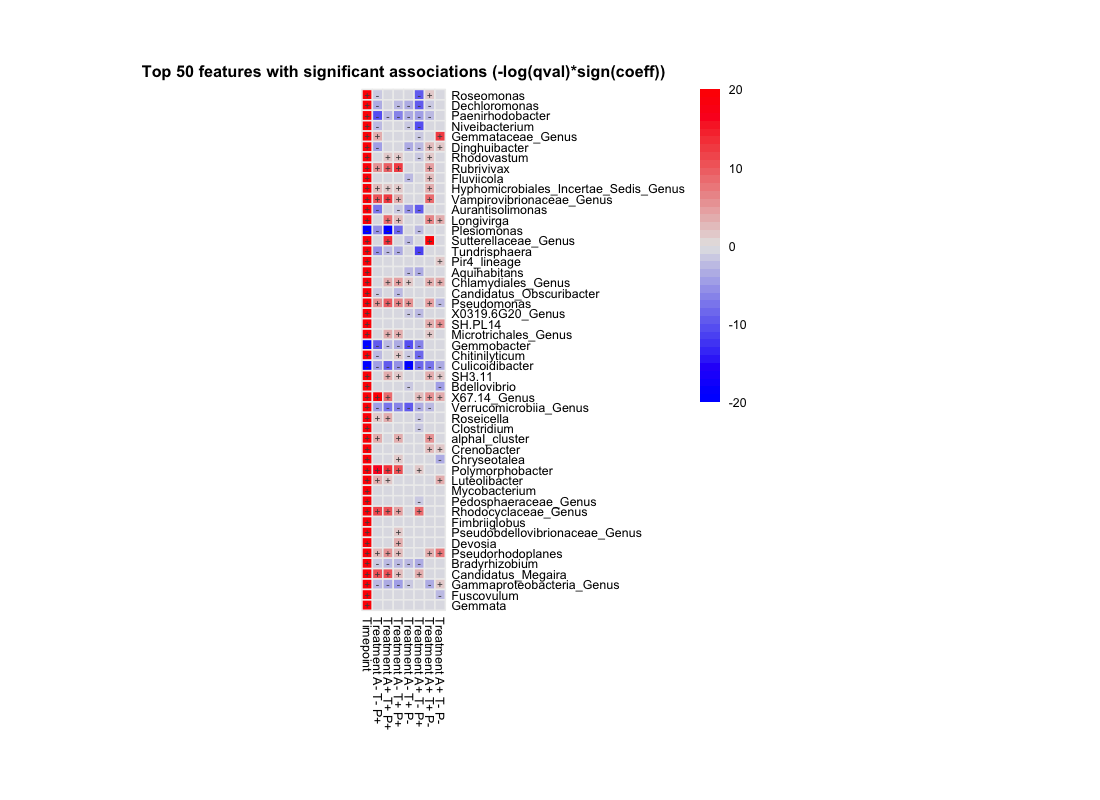 Top 50 features with significant associations (-log(qval)*sign(coeff))
Roseomonas
Dechloromonas
Paenirhodobacter
Niveibacterium
Gemmataceae_Genus
Dinghuibacter
Rhodovastum
Rubrivivax
Fluviicola
Hyphomicrobiales_Incertae_Sedis_Genus
Vampirovibrionaceae_Genus
Aurantisolimonas
Longivirga
Plesiomonas
Sutterellaceae_Genus
Tundrisphaera
Pir4_lineage
Aquihabitans
Chlamydiales_Genus
Candidatus_Obscuribacter
Pseudomonas
X0319.6G20_Genus
SH.PL14
Microtrichales_Genus
Gemmobacter
Chitinilyticum
Culicoidibacter
SH3.11
Bdellovibrio
X67.14_Genus
Verrucomicrobiia_Genus
Roseicella
Clostridium
alphaI_cluster
Crenobacter
Chryseotalea
Polymorphobacter
Luteolibacter
Mycobacterium
Pedosphaeraceae_Genus
Rhodocyclaceae_Genus
Fimbriiglobus
Pseudobdellovibrionaceae_Genus
Devosia
Pseudorhodoplanes
Bradyrhizobium
Candidatus_Megaira
Gammaproteobacteria_Genus
Fuscovulum
Gemmata
Timepoint
Treatment A- T- P+
Treatment A+ T+ P+
Treatment A- T+ P+
Treatment A- T+ P-
Treatment A+ T- P+
Treatment A+ T+ P-
Treatment A+ T- P-
20
10
0
-10
-20